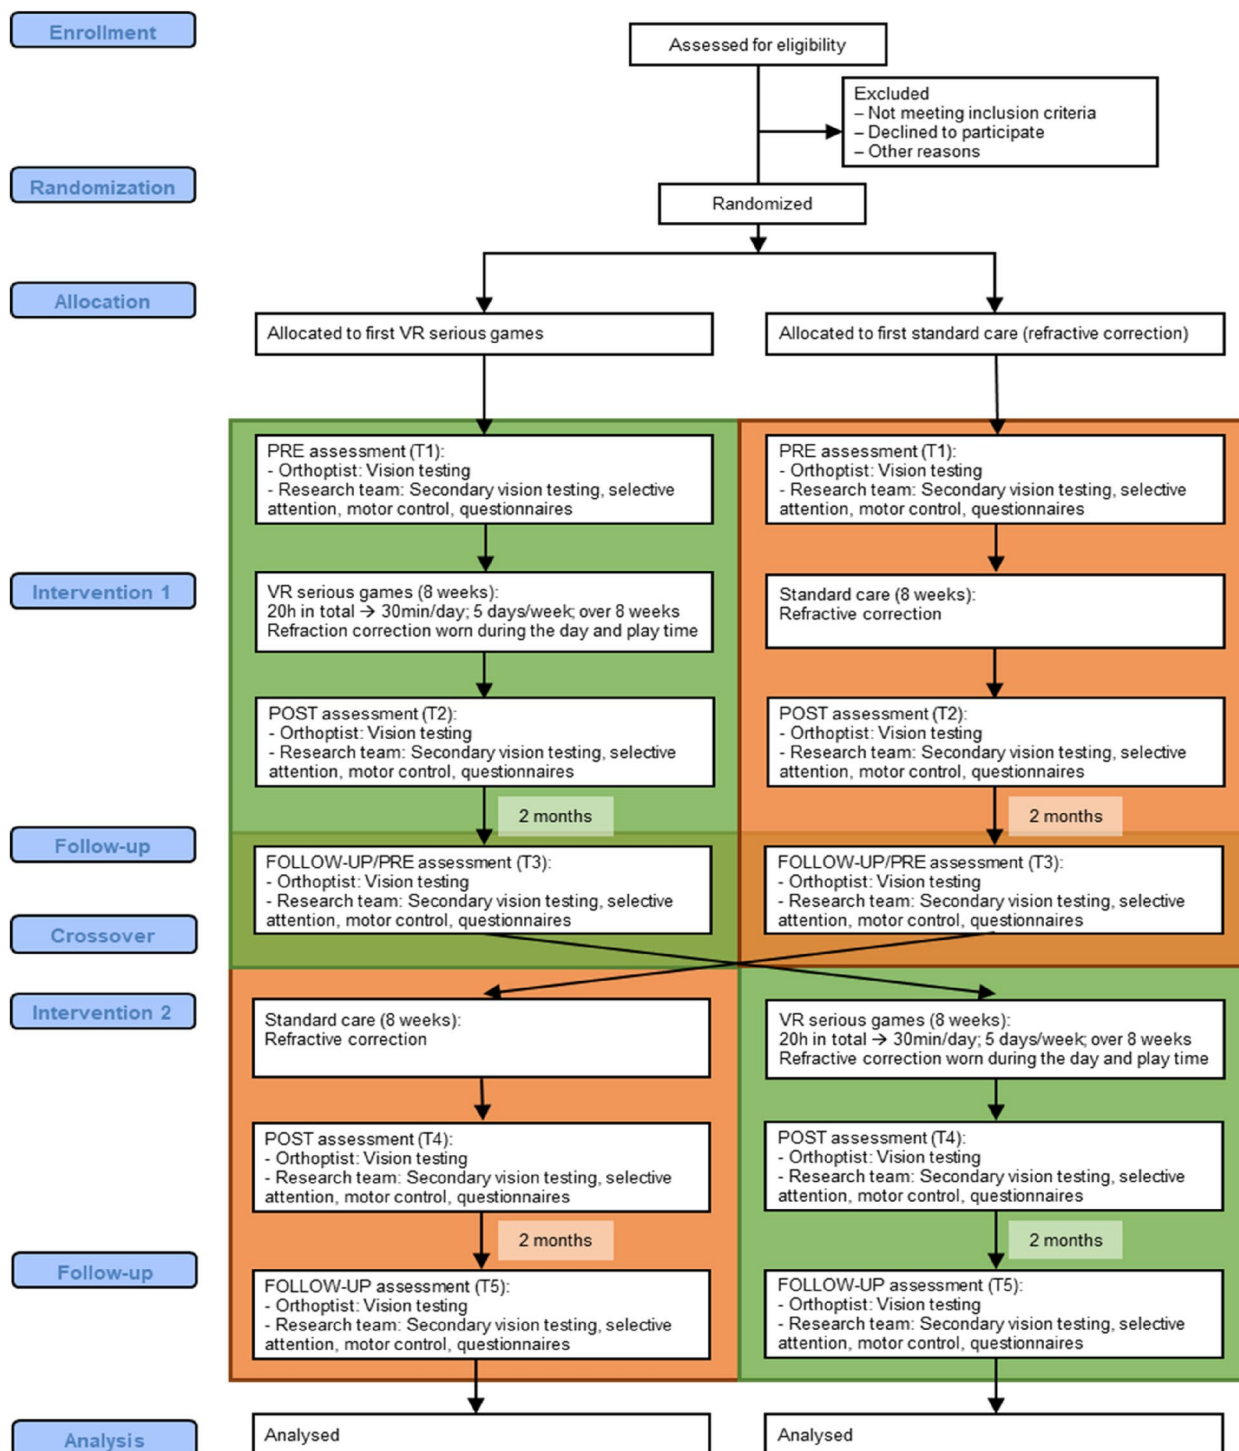 Enrollment
Assessed for eligibility
Excluded
– Not meeting inclusion criteria
– Declined to participate
– Other reasons
Randomization
Randomized
Allocation
Allocated to first VR serious games
Allocated to first standard care (refractive correction)
PRE assessment (T1):
- Orthoptist: Vision testing
- Research team: Secondary vision testing, selective
attention, motor control, questionnaires
PRE assessment (T1):
- Orthoptist: Vision testing
- Research team: Secondary vision testing, selective
attention, motor control, questionnaires
Intervention 1
VR serious games (8 weeks):
20h in total → 30min/day; 5 days/week; over 8 weeks
Refraction correction worn during the day and play time
Standard care (8 weeks):
Refractive correction
POST assessment (T2):
- Orthoptist: Vision testing
- Research team: Secondary vision testing, selective
attention, motor control, questionnaires
POST assessment (T2):
- Orthoptist: Vision testing
- Research team: Secondary vision testing, selective
attention, motor control, questionnaires
2 months
2 months
Follow-up
FOLLOW-UP/PRE assessment (T3):
- Orthoptist: Vision testing
- Research team: Secondary vision testing, selective
attention, motor control, questionnaires
FOLLOW-UP/PRE assessment (T3):
- Orthoptist: Vision testing
- Research team: Secondary vision testing, selective
attention, motor control, questionnaires
Crossover
Intervention 2
Standard care (8 weeks):
Refractive correction
VR serious games (8 weeks):
20h in total → 30min/day; 5 days/week; over 8 weeks
Refractive correction worn during the day and play time
POST assessment (T4):
- Orthoptist: Vision testing
- Research team: Secondary vision testing, selective
attention, motor control, questionnaires
POST assessment (T4):
- Orthoptist: Vision testing
- Research team: Secondary vision testing, selective
attention, motor control, questionnaires
2 months
2 months
Follow-up
FOLLOW-UP assessment (T5):
- Orthoptist: Vision testing
- Research team: Secondary vision testing, selective
attention, motor control, questionnaires
FOLLOW-UP assessment (T5):
- Orthoptist: Vision testing
- Research team: Secondary vision testing, selective
attention, motor control, questionnaires
Analysis
Analysed
Analysed